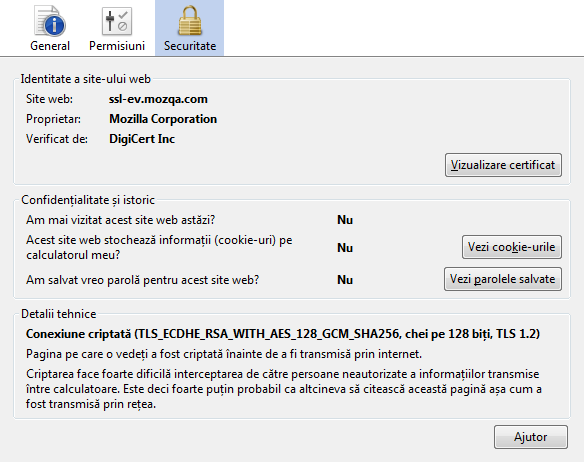 General Permisiuni Securitate
Identitate a site-ului web
Site web: ssl-ev.mozqa.com
Proprietar: Mozilla Corporation
Verificat de: DigiCert Inc
Vizualizare certificat
Confidențialitate și istoric
Am mai vizitat acest site web astăzi? Nu
Acest site web stochează informații (cookie-uri) pe
calculatorul meu? Nu Vezi cookie-urile
Am salvat vreo parolă pentru acest site web? Nu Vezi parolele salvate
Detalii tehnice
Conexiune criptată (TLS_ECDHE_RSA_WITH_AES_128_GCM_SHA256, chei pe 128 biți, TLS 1.2)
Pagina pe care o vedeți a fost criptată înainte de a fi transmisă prin internet.
Criptarea face foarte dificilă interceptarea de către persoane neautorizate a informațiilor transmise
între calculatoare. Este deci foarte puțin probabil ca altcineva să citească această pagină așa cum a
fost transmisă prin rețea.
Ajutor